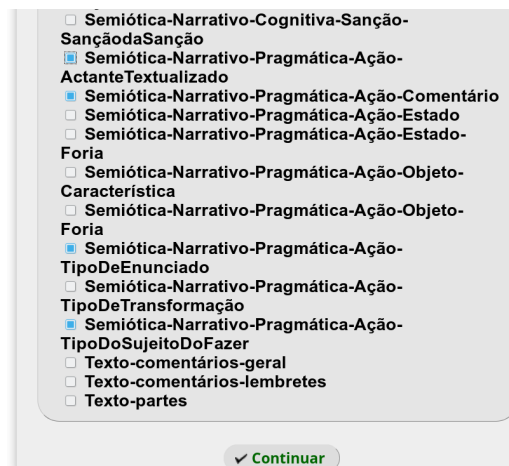 Semiótica-Narrativo-Cognitiva-Sanção-
SançãodaSanção
Semiótica-Narrativo-Pragmática-Ação-
ActanteTextualizado
Semiótica-Narrativo-Pragmática-Ação-Comentário
Semiótica-Narrativo-Pragmática-Ação-Estado
Semiótica-Narrativo-Pragmática-Ação-Estado-
Foria
Semiótica-Narrativo-Pragmática-Ação-Objeto-
Característica
Semiótica-Narrativo-Pragmática-Ação-Objeto-
Foria
Semiótica-Narrativo-Pragmática-Ação-
TipoDeEnunciado
Semiótica-Narrativo-Pragmática-Ação-
TipoDeTransformação
Semiótica-Narrativo-Pragmática-Ação-
TipoDoSujeitoDoFazer
Texto-comentários-geral
Texto-comentários-lembretes
Texto-partes
Continuar